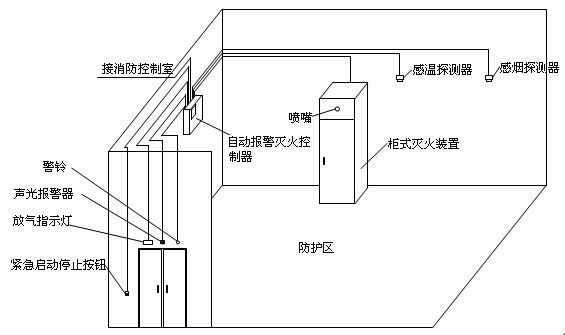 接消防控制室
感温探测器
感烟探测器
喷嘴
自动报警灭火控
制器
柜式灭火装置
警铃
声光报警器
放气指示灯
防护区
紧急启动停止按钮